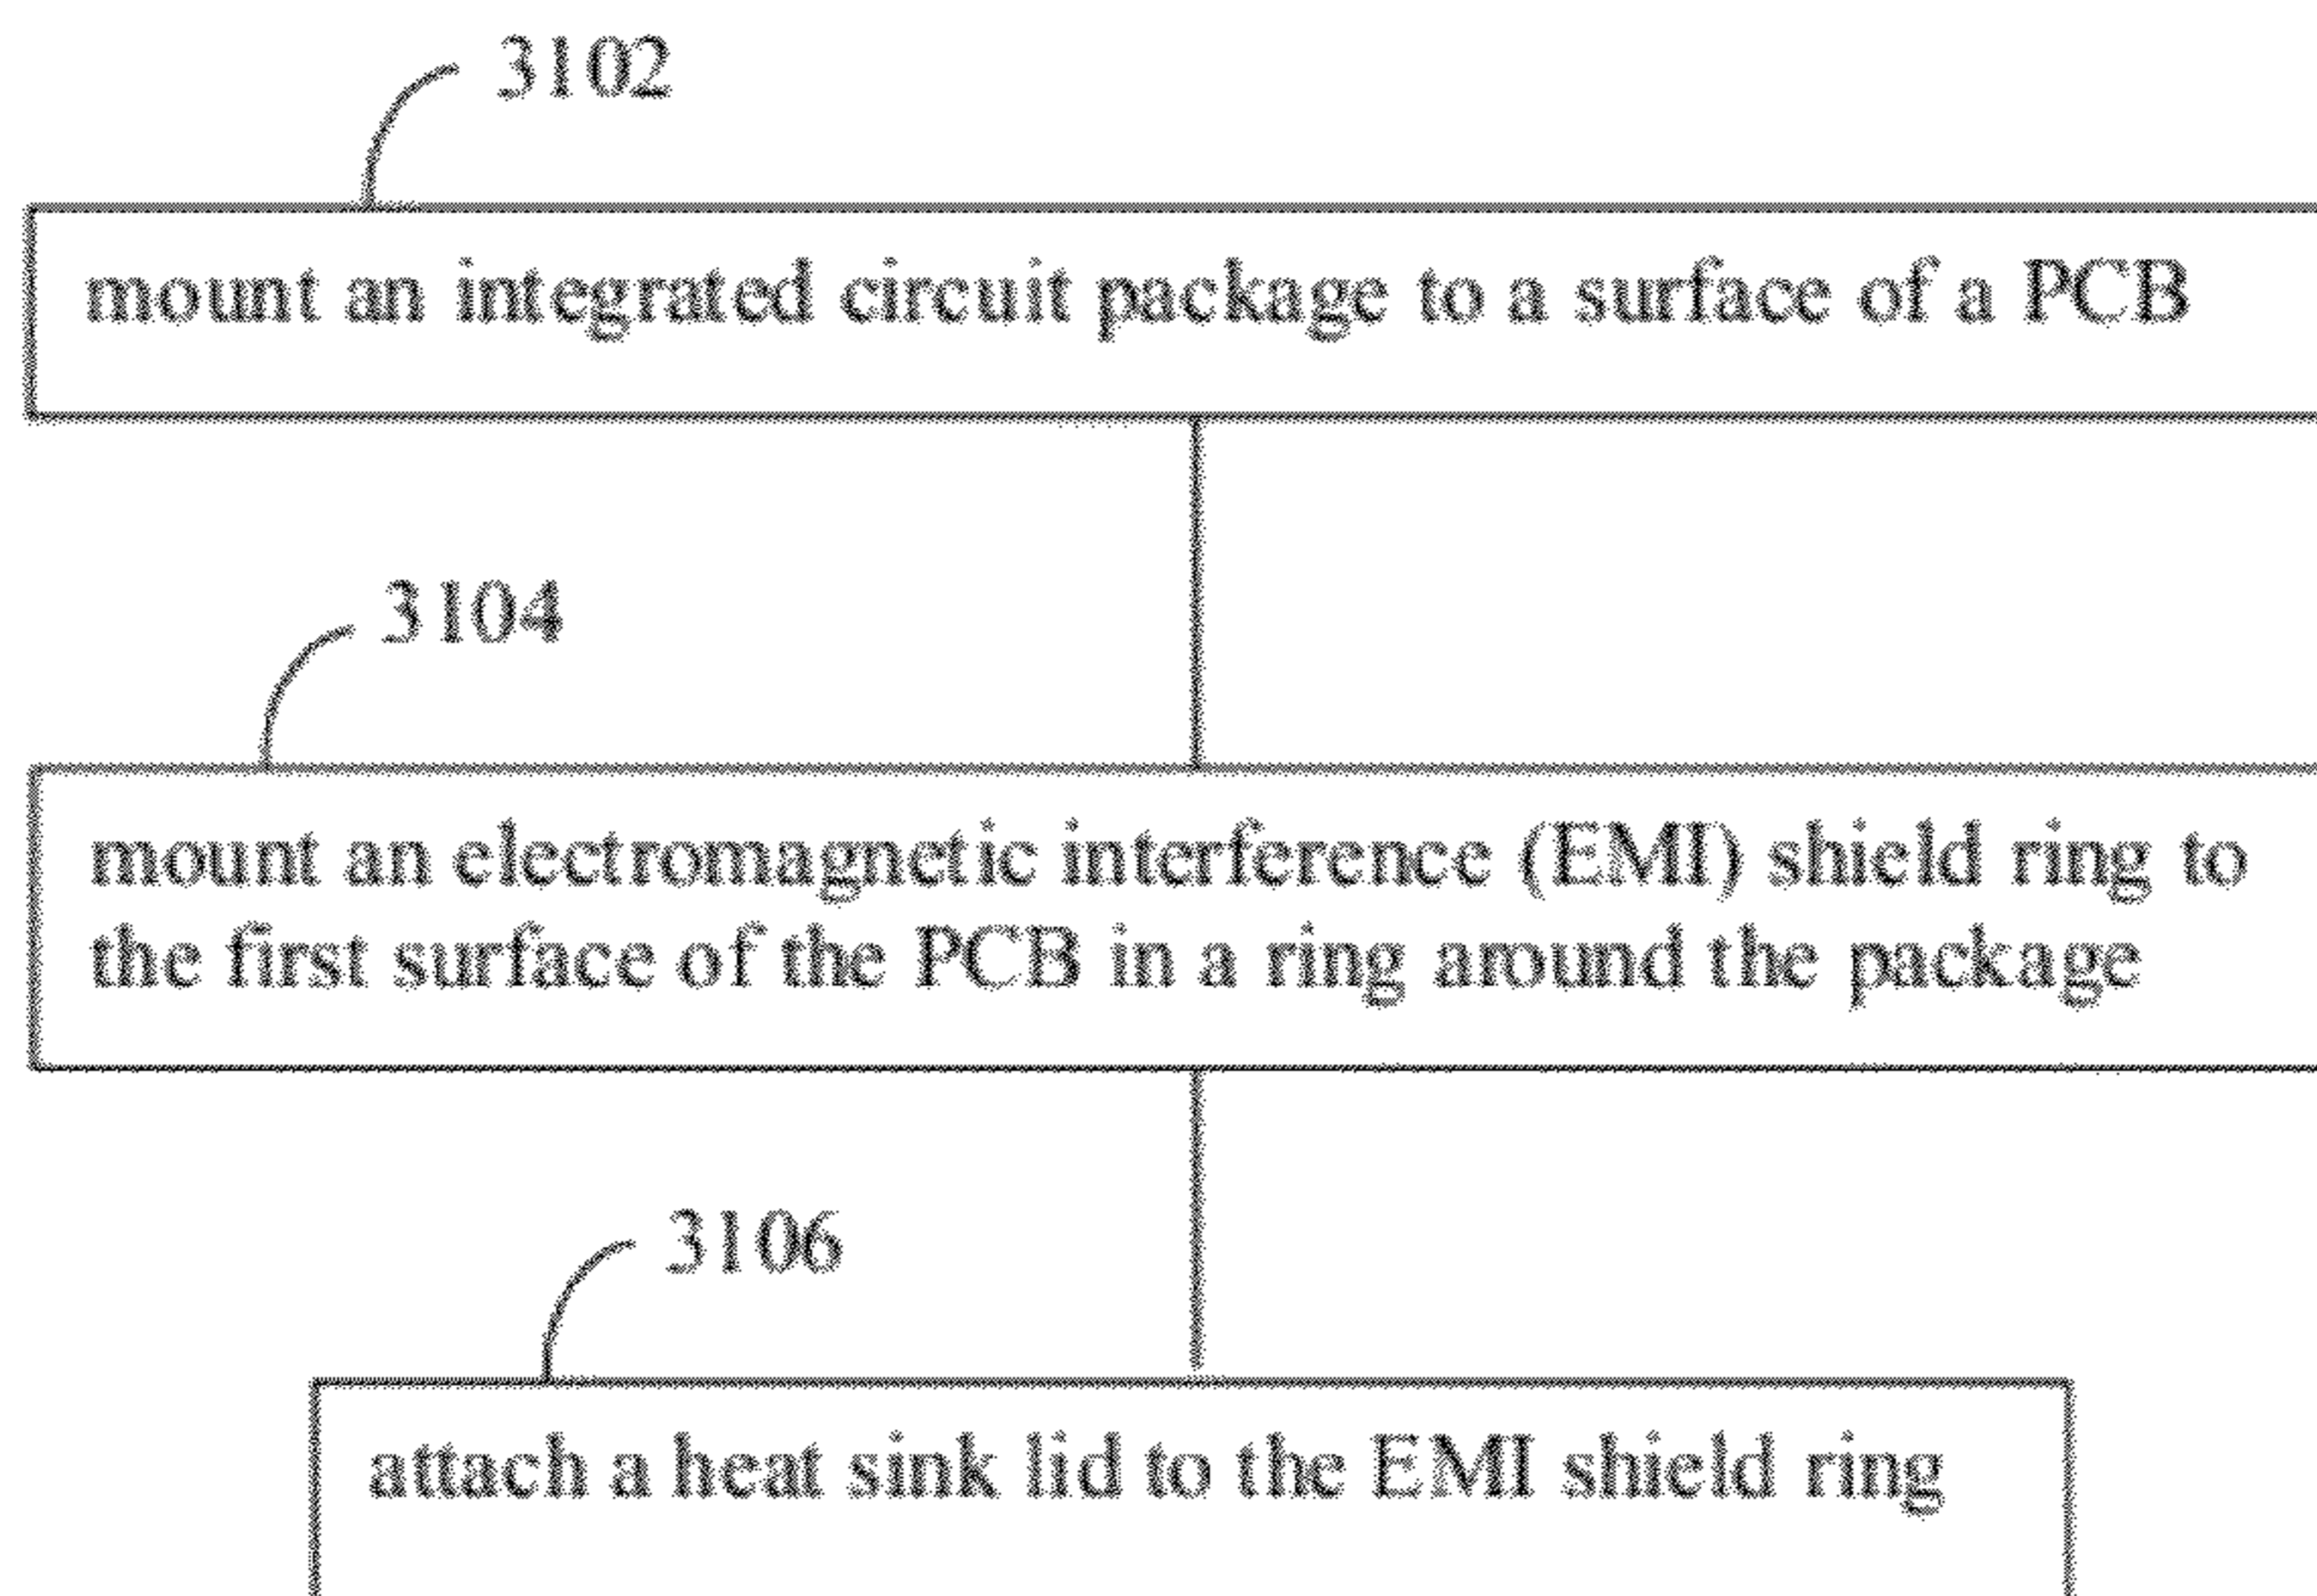 3102
mount an integrated circuit package to a surface of a PCB
3104
mount an electromagnetic interference (EMI) shield ring to
the first surface of the PCB in a ring around the package
3106
attach a heat sink lid to the EMI shield ring